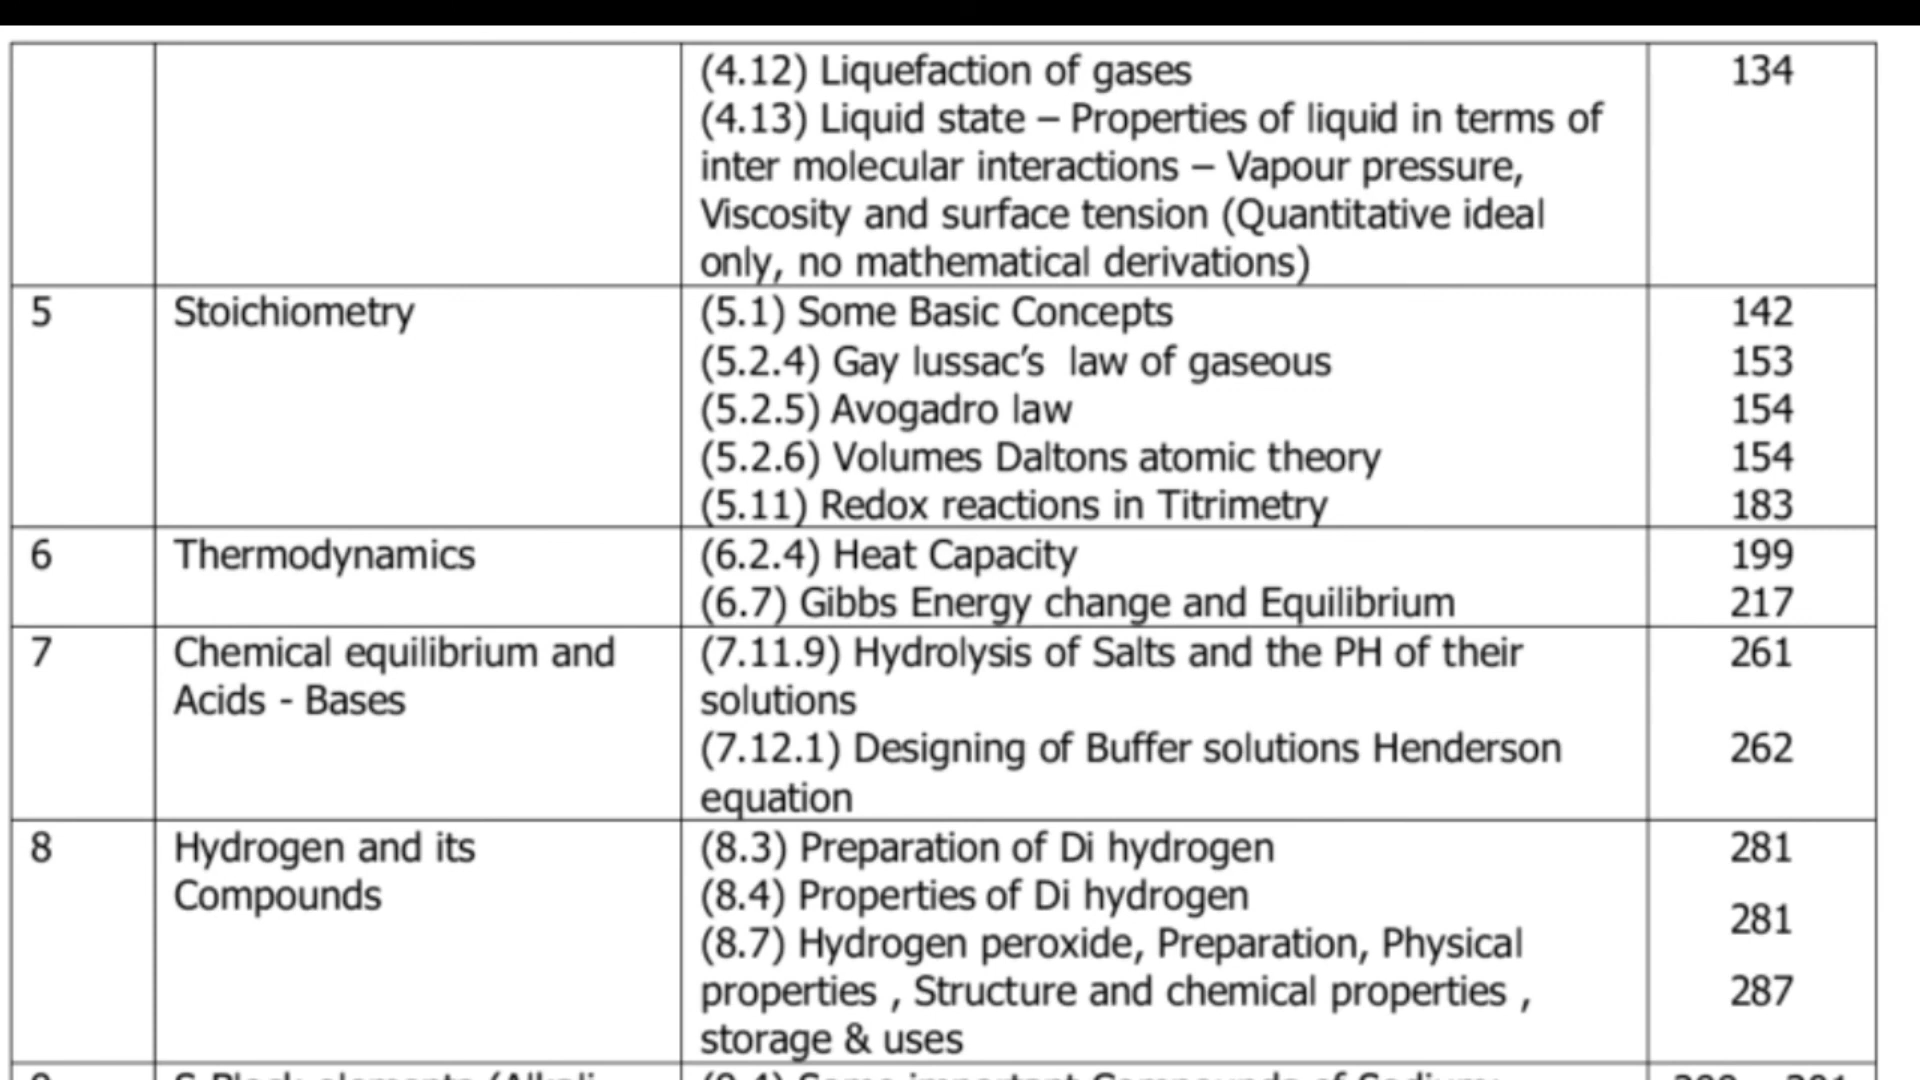 (4.12) Liquefaction of gases 134
(4.13) Liquid state – Properties of liquid in terms of
inter molecular interactions – Vapour pressure,
Viscosity and surface tension (Quantitative ideal
only, no mathematical derivations)
5 Stoichiometry (5.1) Some Basic Concepts 142
(5.2.4) Gay lussac’s law of gaseous 153
(5.2.5) Avogadro law 154
(5.2.6) Volumes Daltons atomic theory 154
(5.11) Redox reactions in Titrimetry 183
6 Thermodynamics (6.2.4) Heat Capacity 199
(6.7) Gibbs Energy change and Equilibrium 217
7 Chemical equilibrium and (7.11.9) Hydrolysis of Salts and the PH of their 261
Acids - Bases solutions
(7.12.1) Designing of Buffer solutions Henderson 262
equation
8 Hydrogen and its (8.3) Preparation of Di hydrogen 281
Compounds (8.4) Properties of Di hydrogen 281
(8.7) Hydrogen peroxide, Preparation, Physical
properties , Structure and chemical properties , 287
storage & uses